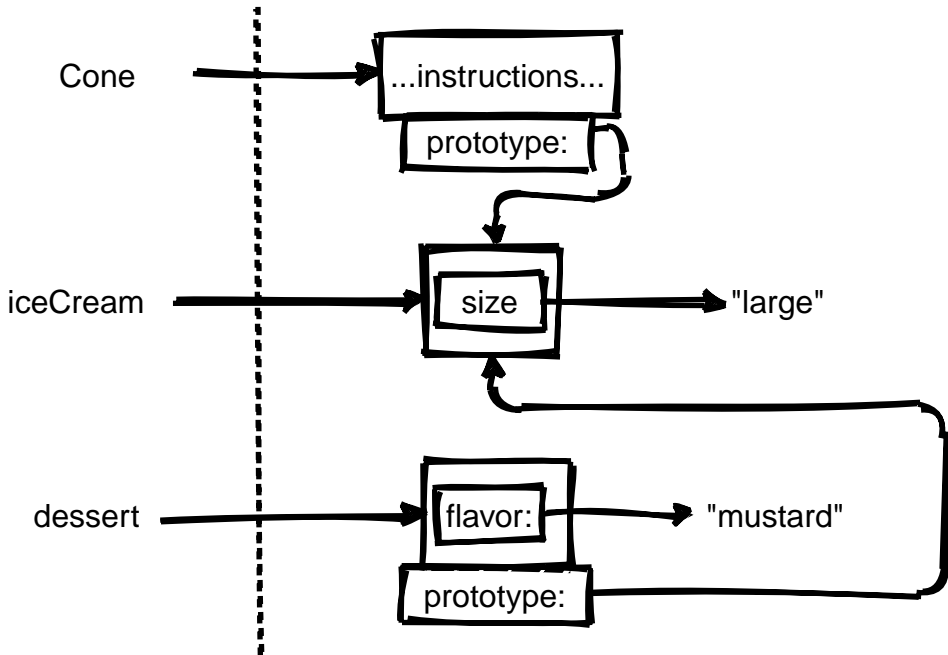 Cone
...instructions...
prototype:
iceCream
size
"large"
dessert
flavor:
"mustard"
prototype: